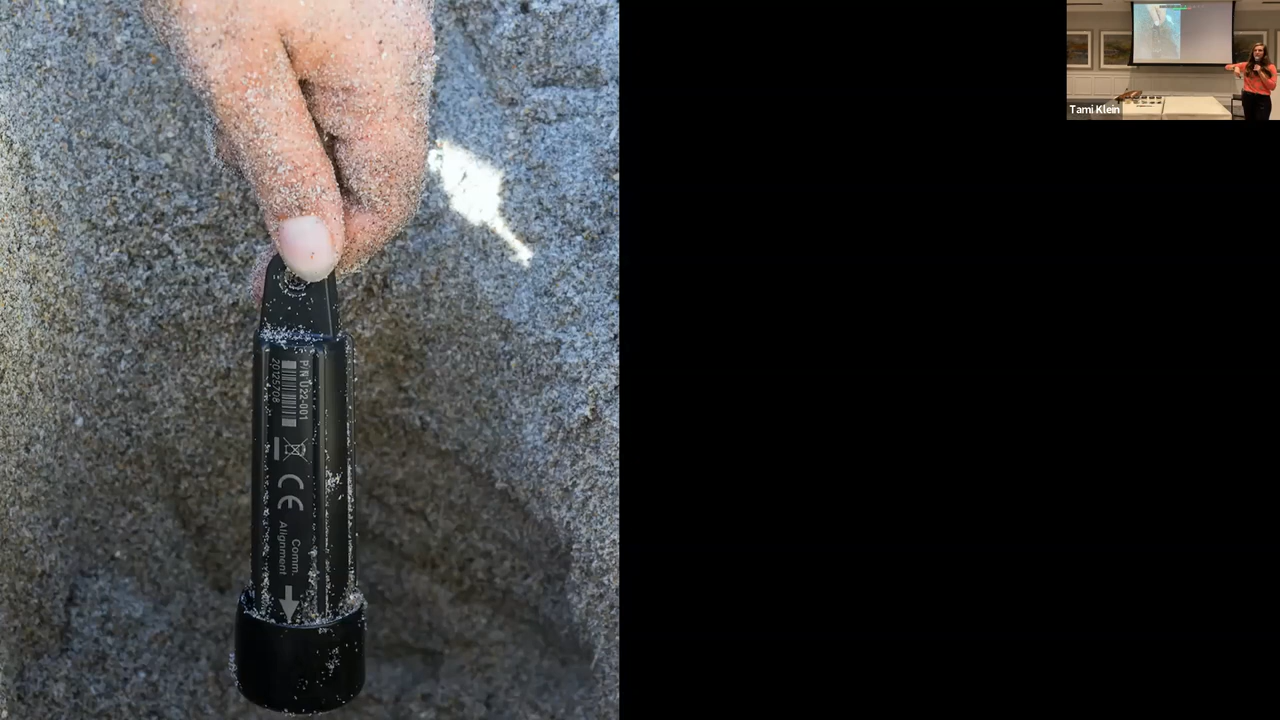 P/N U22-001
20125708
CE
Comm.
Alignment
Tami Klein